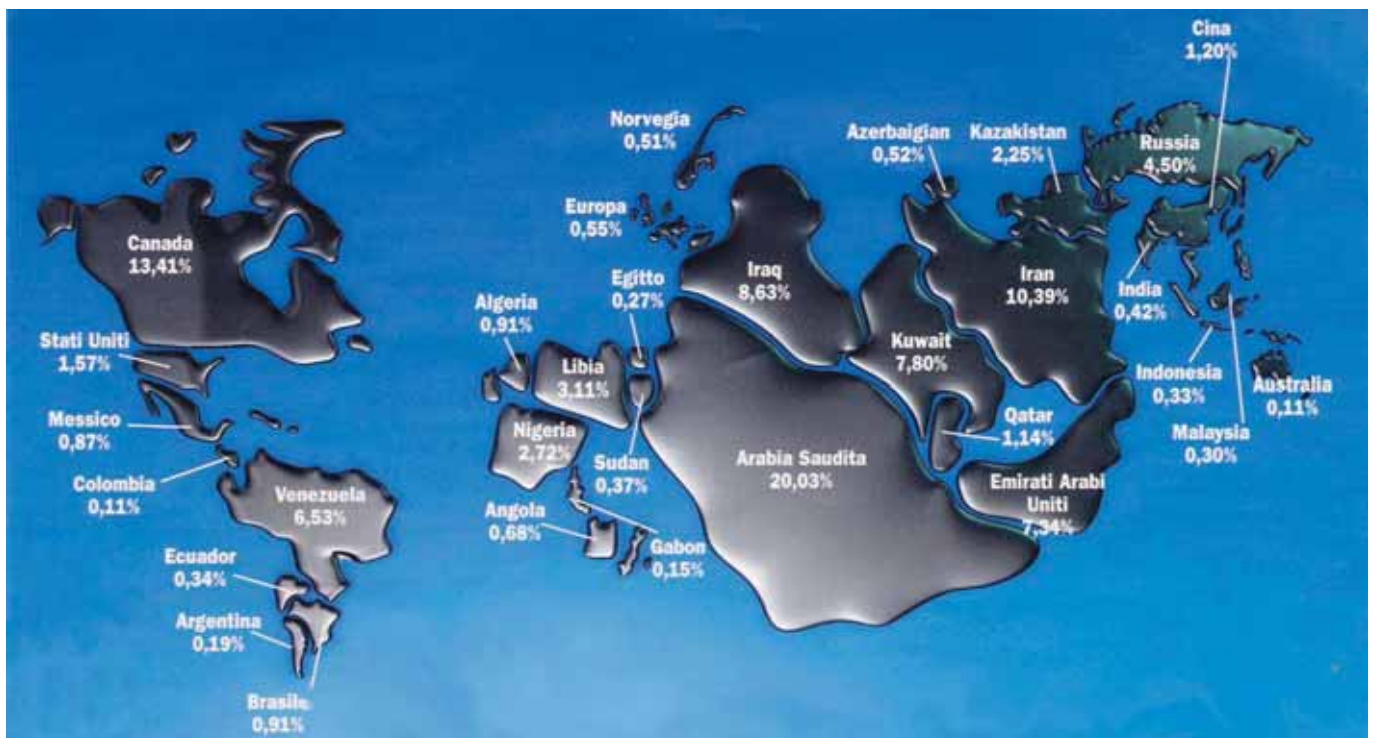 Cina
1,20%
Norvegia
0,51%
Azerbaigian
0,52%
Kazakistan
2,25%
Russia
4,50%
Europa
0,55%
Canada
13,41%
Iraq
8,63%
Iran
10,39%
Egitto
0,27%
India
0,42%
Algeria
0,91%
Stati Uniti
1,57%
Libia
3,11%
Kuwait
7,80%
Indonesia
0,33%
Australia
0,11%
Messico
0,87%
Qatar
1,14%
Nigeria
2,72%
Malaysia
0,30%
Sudan
0,37%
Arabia Saudita
20,03%
Colombia
0,11%
Venezuela
6,53%
Emirati Arabi
Uniti
7,34%
Angola
0,68%
Gabon
0,15%
Ecuador
0,34%
Argentina
0,19%
Brasile
0,91%